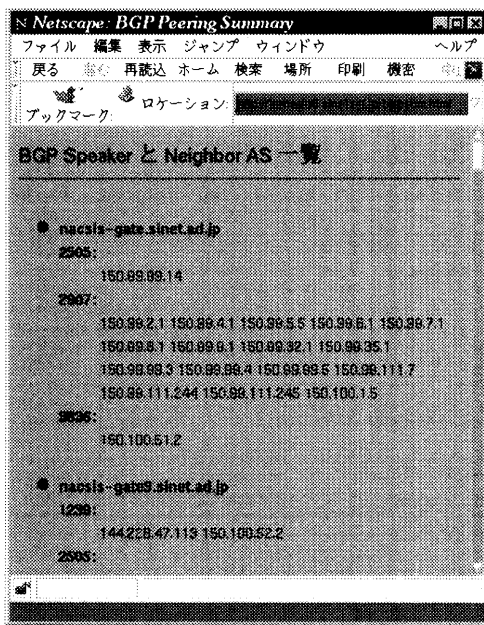 Netscape: BGP Peering Summary
ファイル 編集 表示 ジャンプ ウィンドウ ヘルプ
戻る 再読込 ホーム 検索 場所 印刷 機密
ブックマーク ロケーション:
BGP Speaker と Neighbor AS 一覧
nacsis-gate.sinet.ad.jp
2505:
150.99.99.14
2907:
150.99.2.1 150.99.4.1 150.99.5.5 150.99.6.1 150.99.7.1
150.99.8.1 150.99.9.1 150.99.32.1 150.99.35.1
150.99.99.3 150.99.99.4 150.99.99.5 150.99.111.7
150.99.111.244 150.99.111.245 150.100.1.5
150.100.51.2
nacsis-gate3.sinet.ad.jp
1239:
144.228.47.113 150.100.52.2
2505: